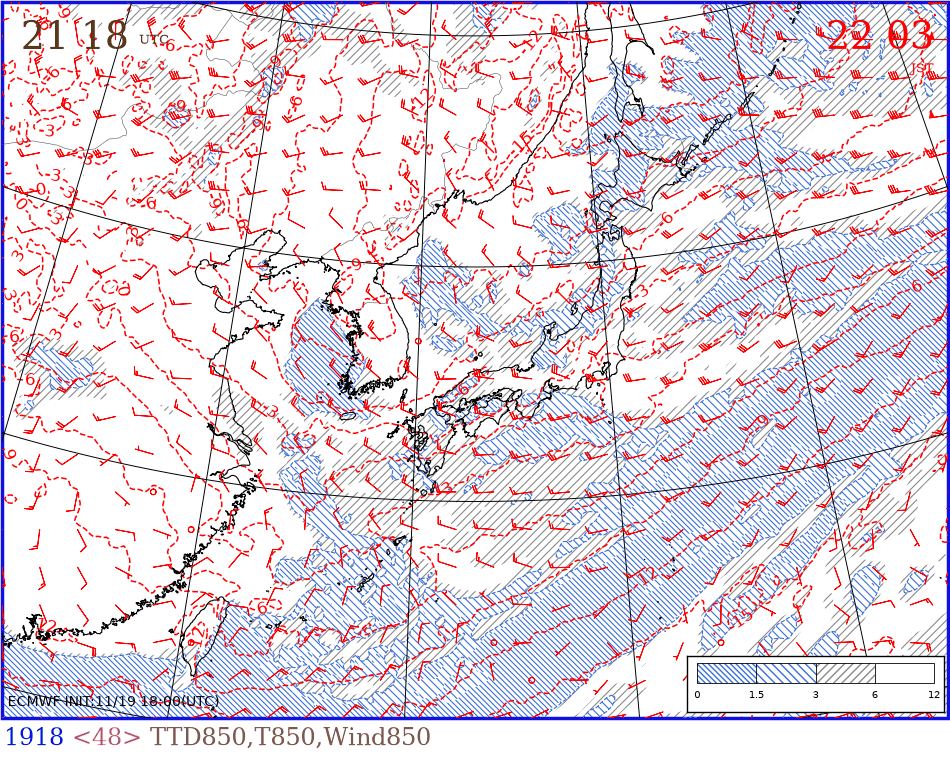 21 18 UTC
22 03 JST
0 1.5 3 6 12
ECMWF INIT:11/19 18-00(UTC)
1918 <48> TTD850,T850,Wind850